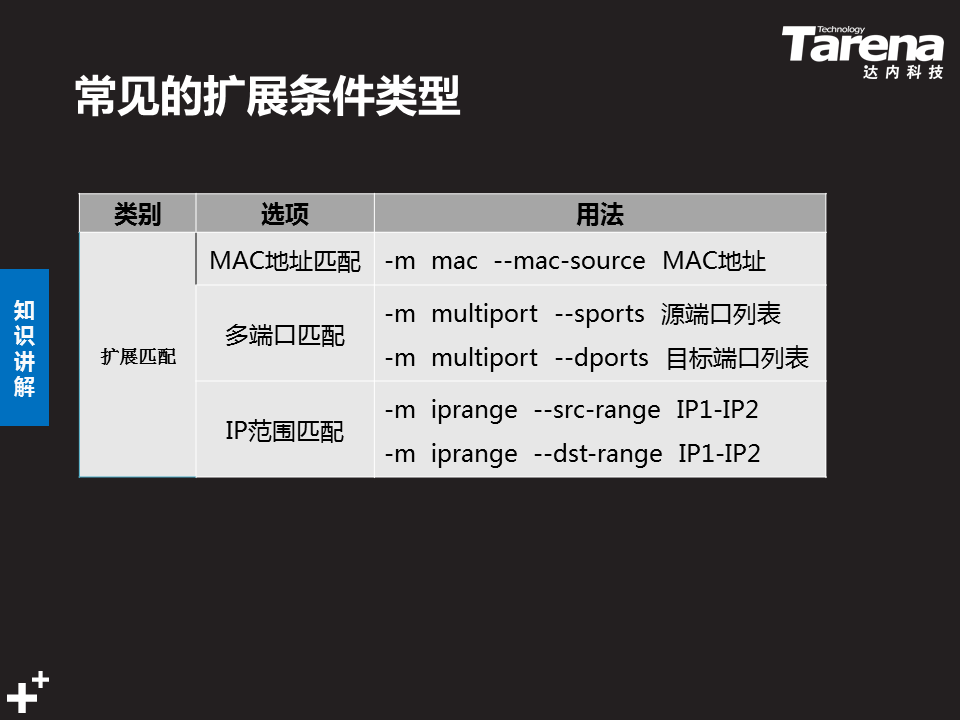 Technology
Tarena
达内科技
常见的扩展条件类型
类别 选项 用法
扩展匹配
MAC地址匹配 -m mac --mac-source MAC地址
多端口匹配
-m multiport --sports 源端口列表
-m multiport --dports 目标端口列表
IP范围匹配
-m iprange --src-range IP1-IP2
-m iprange --dst-range IP1-IP2
知
识
讲
解